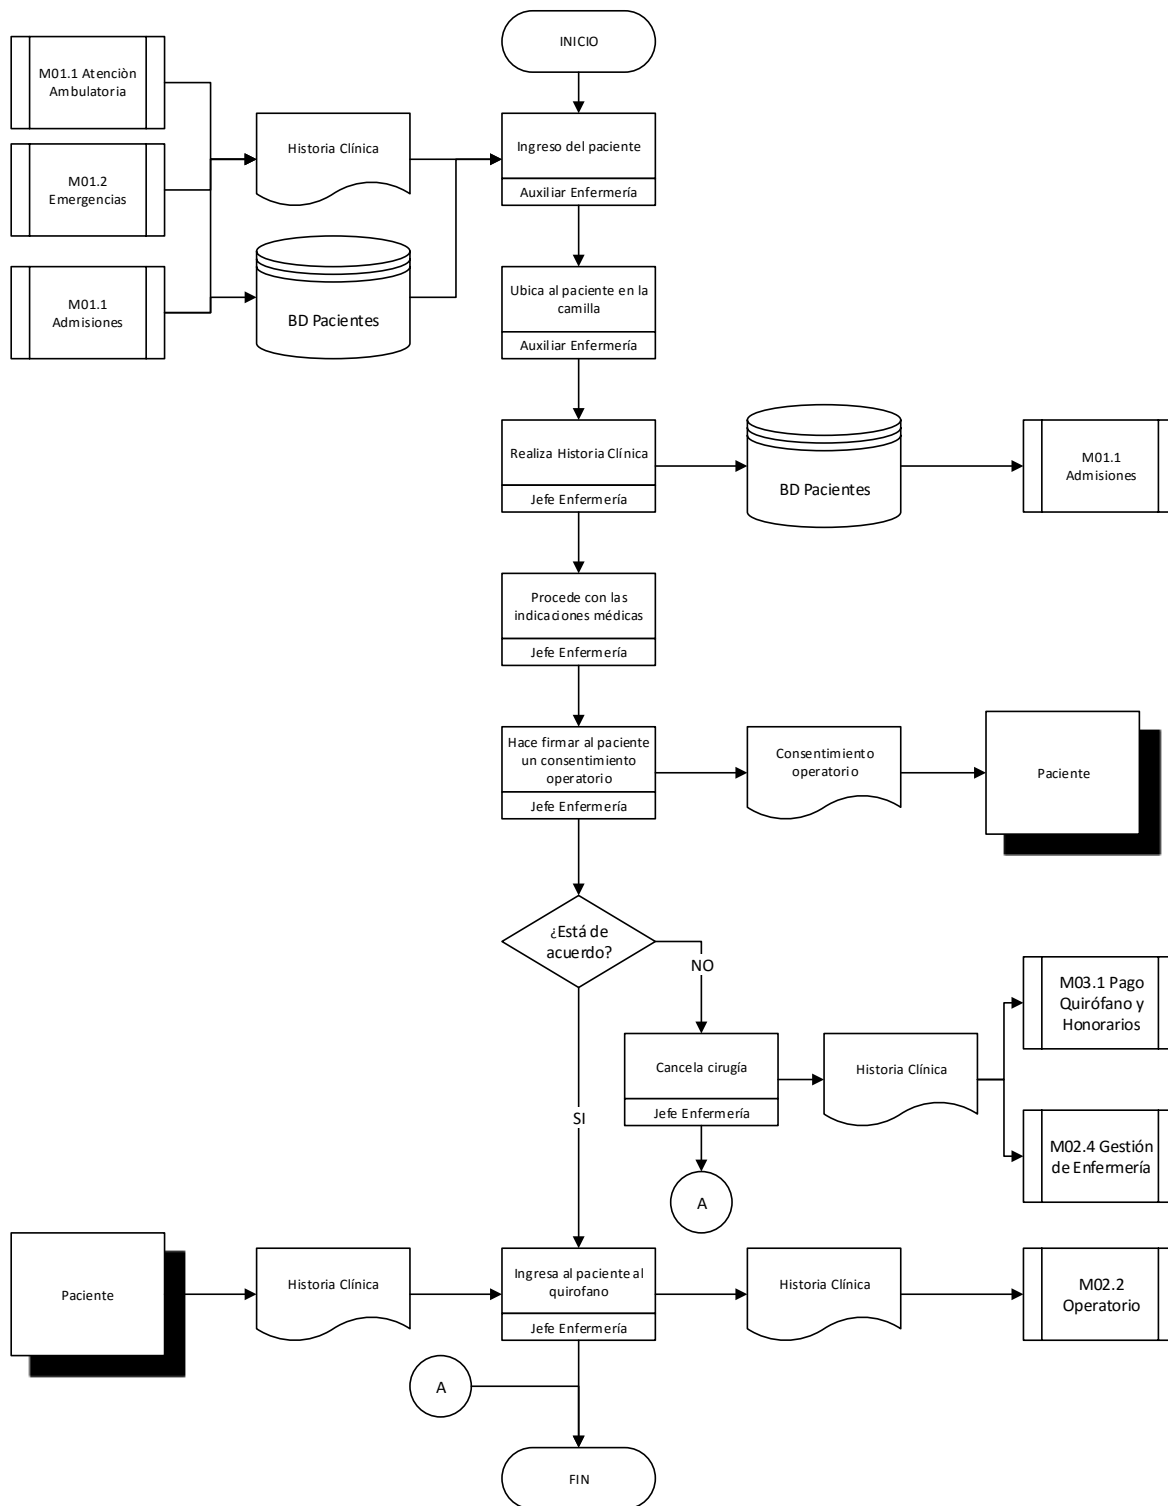 INICIO
M01.1 Atenciòn
Ambulatoria
Historia Clínica
Ingreso del paciente
Auxiliar Enfermería
M01.2
Emergencias
M01.1
Admisiones
BD Pacientes
Ubica al paciente en la
camilla
Auxiliar Enfermería
Realiza Historia Clínica
Jefe Enfermería
BD Pacientes
M01.1
Admisiones
Procede con las
indicaciones médicas
Jefe Enfermería
Hace firmar al paciente
un consentimiento
operatorio
Jefe Enfermería
Consentimiento
operatorio
Paciente
¿Está de
acuerdo?
NO
SI
Cancela cirugía
Jefe Enfermería
Historia Clínica
M03.1 Pago
Quirófano y
Honorarios
M02.4 Gestión
de Enfermería
A
Paciente
Historia Clínica
Ingresa al paciente al
quirofano
Jefe Enfermería
Historia Clínica
M02.2
Operatorio
A
FIN